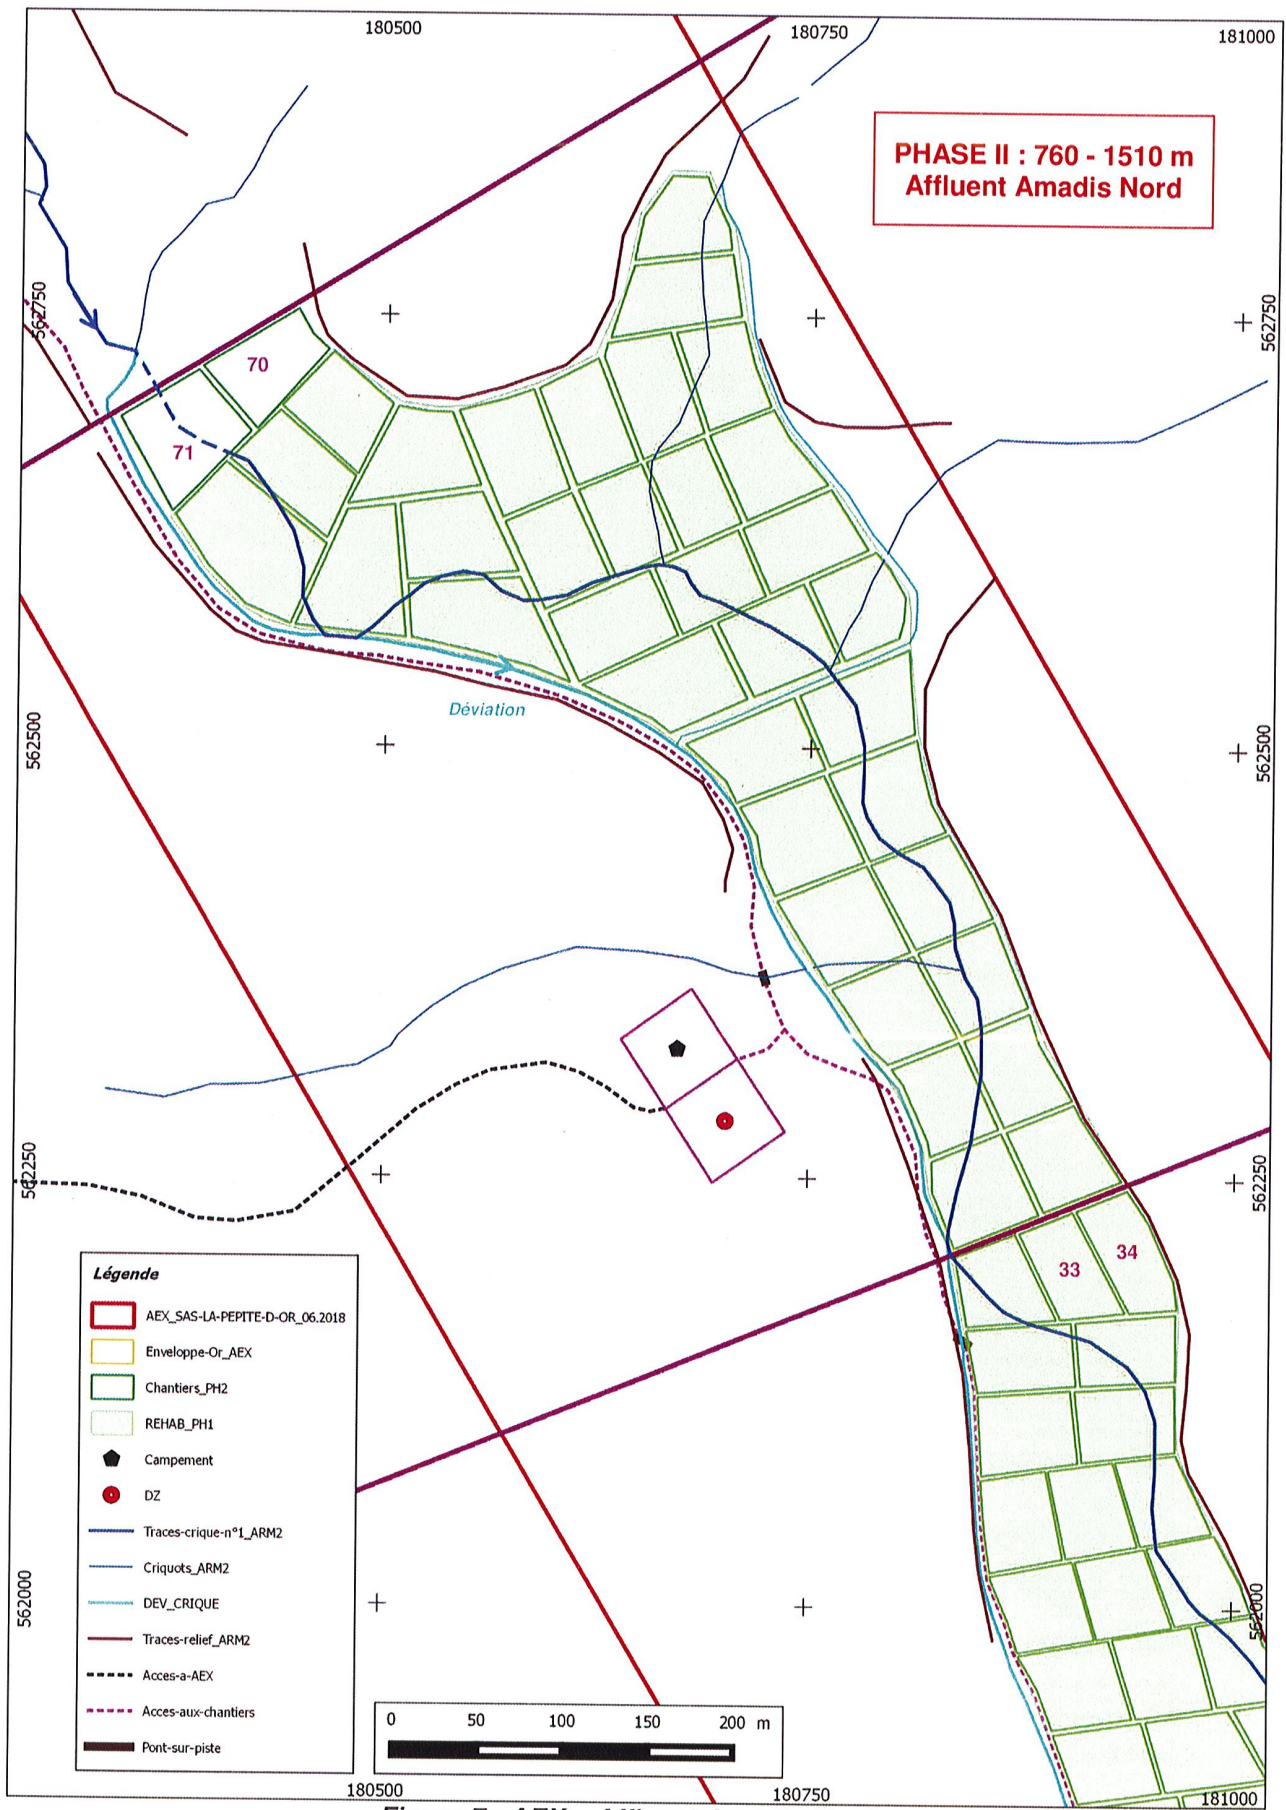 180500
180750
181000
PHASE II : 760 - 1510 m
Affluent Amadis Nord
562750
562750
70
71
Déviation
562500
562500
562250
562250
33
34
Légende
AEX_SAS-LA-PEPITE-D-OR_06.2018
Enveloppe-Or_AEX
Chantiers_PH2
REHAB_PH1
Campement
DZ
Traces-crique-n°1_ARM2
Criquots_ARM2
DEV_CRIQUE
Traces-relief_ARM2
Acces-a-AEX
Acces-aux-chantiers
Pont-sur-piste
562000
562000
0 50 100 150 200 m
180500
180750
181000